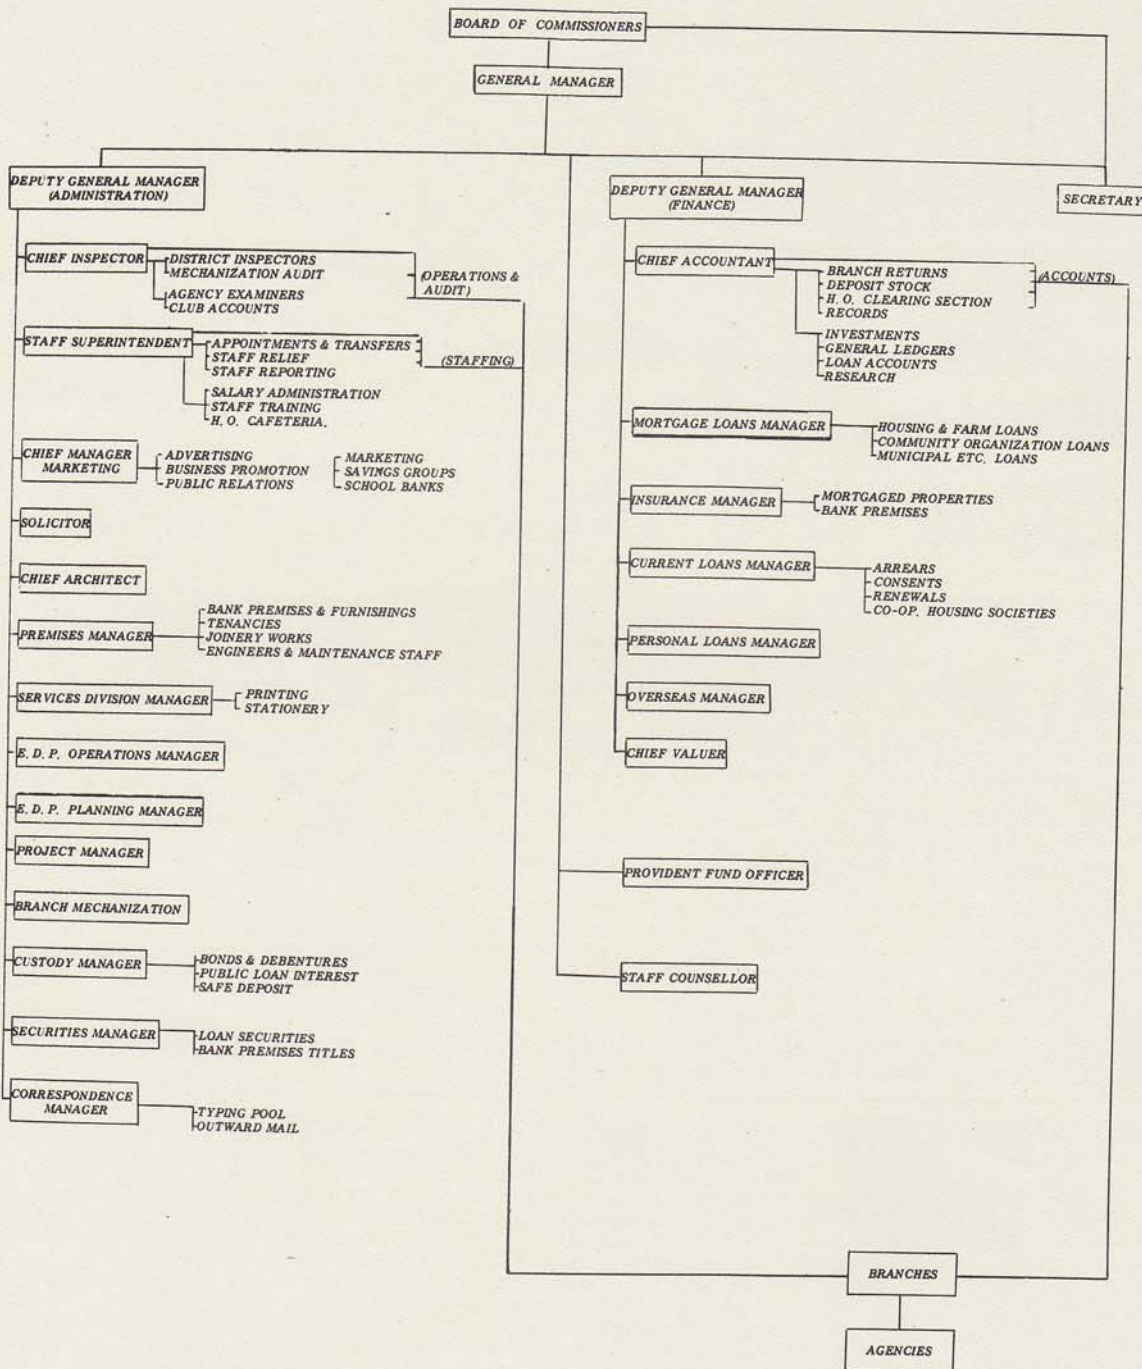 BOARD OF COMMISSIONERS
GENERAL MANAGER
DEPUTY GENERAL MANAGER
(ADMINISTRATION)
CHIEF INSPECTOR
DISTRICT INSPECTORS
MECHANIZATION AUDIT
AGENCY EXAMINERS
CLUB ACCOUNTS
(OPERATIONS &
AUDIT)
STAFF SUPERINTENDENT
APPOINTMENTS & TRANSFERS
STAFF RELIEF
STAFF REPORTING
(STAFFING)
SALARY ADMINISTRATION
STAFF TRAINING
H. O. CAFETERIA.
CHIEF MANAGER
MARKETING
ADVERTISING
BUSINESS PROMOTION
PUBLIC RELATIONS
MARKETING
SAVINGS GROUPS
SCHOOL BANKS
SOLICITOR
CHIEF ARCHITECT
PREMISES MANAGER
BANK PREMISES & FURNISHINGS
TENANCIES
JOINERY WORKS
ENGINEERS & MAINTENANCE STAFF
SERVICES DIVISION MANAGER
PRINTING
STATIONERY
E. D. P. OPERATIONS MANAGER
E. D. P. PLANNING MANAGER
PROJECT MANAGER
BRANCH MECHANIZATION
CUSTODY MANAGER
BONDS & DEBENTURES
PUBLIC LOAN INTEREST
SAFE DEPOSIT
SECURITIES MANAGER
LOAN SECURITIES
BANK PREMISES TITLES
CORRESPONDENCE
MANAGER
TYPING POOL
OUTWARD MAIL
DEPUTY GENERAL MANAGER
(FINANCE)
CHIEF ACCOUNTANT
BRANCH RETURNS
DEPOSIT STOCK
H. O. CLEARING SECTION
RECORDS
(ACCOUNTS)
INVESTMENTS
GENERAL LEDGERS
LOAN ACCOUNTS
RESEARCH
MORTGAGE LOANS MANAGER
HOUSING & FARM LOANS
COMMUNITY ORGANIZATION LOANS
MUNICIPAL ETC. LOANS
INSURANCE MANAGER
MORTGAGED PROPERTIES
BANK PREMISES
CURRENT LOANS MANAGER
ARREARS
CONSENTS
RENEWALS
CO-OP. HOUSING SOCIETIES
PERSONAL LOANS MANAGER
OVERSEAS MANAGER
CHIEF VALUER
PROVIDENT FUND OFFICER
STAFF COUNSELLOR
SECRETARY
BRANCHES
AGENCIES